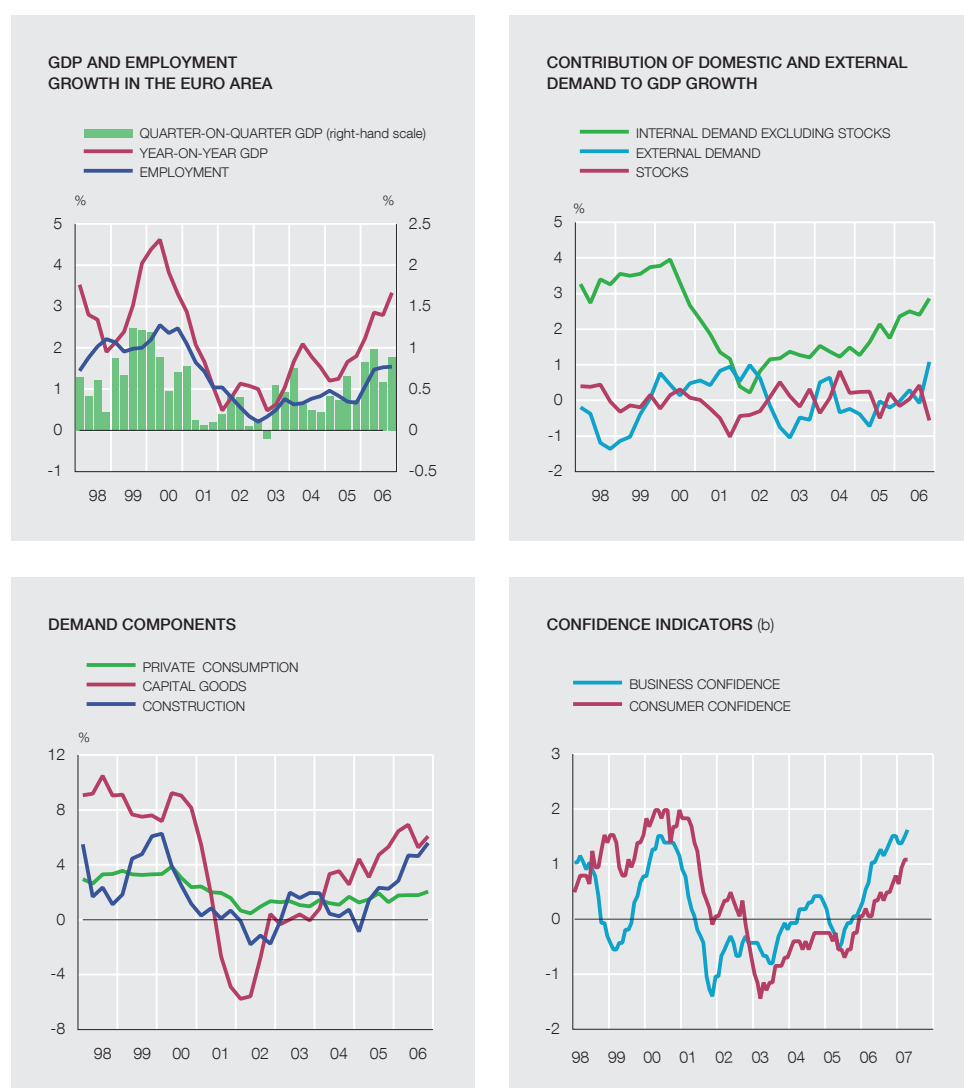 GDP AND EMPLOYMENT
GROWTH IN THE EURO AREA
QUARTER-ON-QUARTER GDP (right-hand scale)
YEAR-ON-YEAR GDP
EMPLOYMENT
% %
5 2.5
4 2
3 1.5
2 1
1 0.5
0 0
-1 -0.5
98 99 00 01 02 03 04 05 06
CONTRIBUTION OF DOMESTIC AND EXTERNAL
DEMAND TO GDP GROWTH
INTERNAL DEMAND EXCLUDING STOCKS
EXTERNAL DEMAND
STOCKS
%
5
4
3
2
1
0
-1
-2
98 99 00 01 02 03 04 05 06
DEMAND COMPONENTS
PRIVATE CONSUMPTION
CAPITAL GOODS
CONSTRUCTION
%
12
8
4
0
-4
-8
98 99 00 01 02 03 04 05 06
CONFIDENCE INDICATORS (b)
BUSINESS CONFIDENCE
CONSUMER CONFIDENCE
3
2
1
0
-1
-2
98 99 00 01 02 03 04 05 06 07